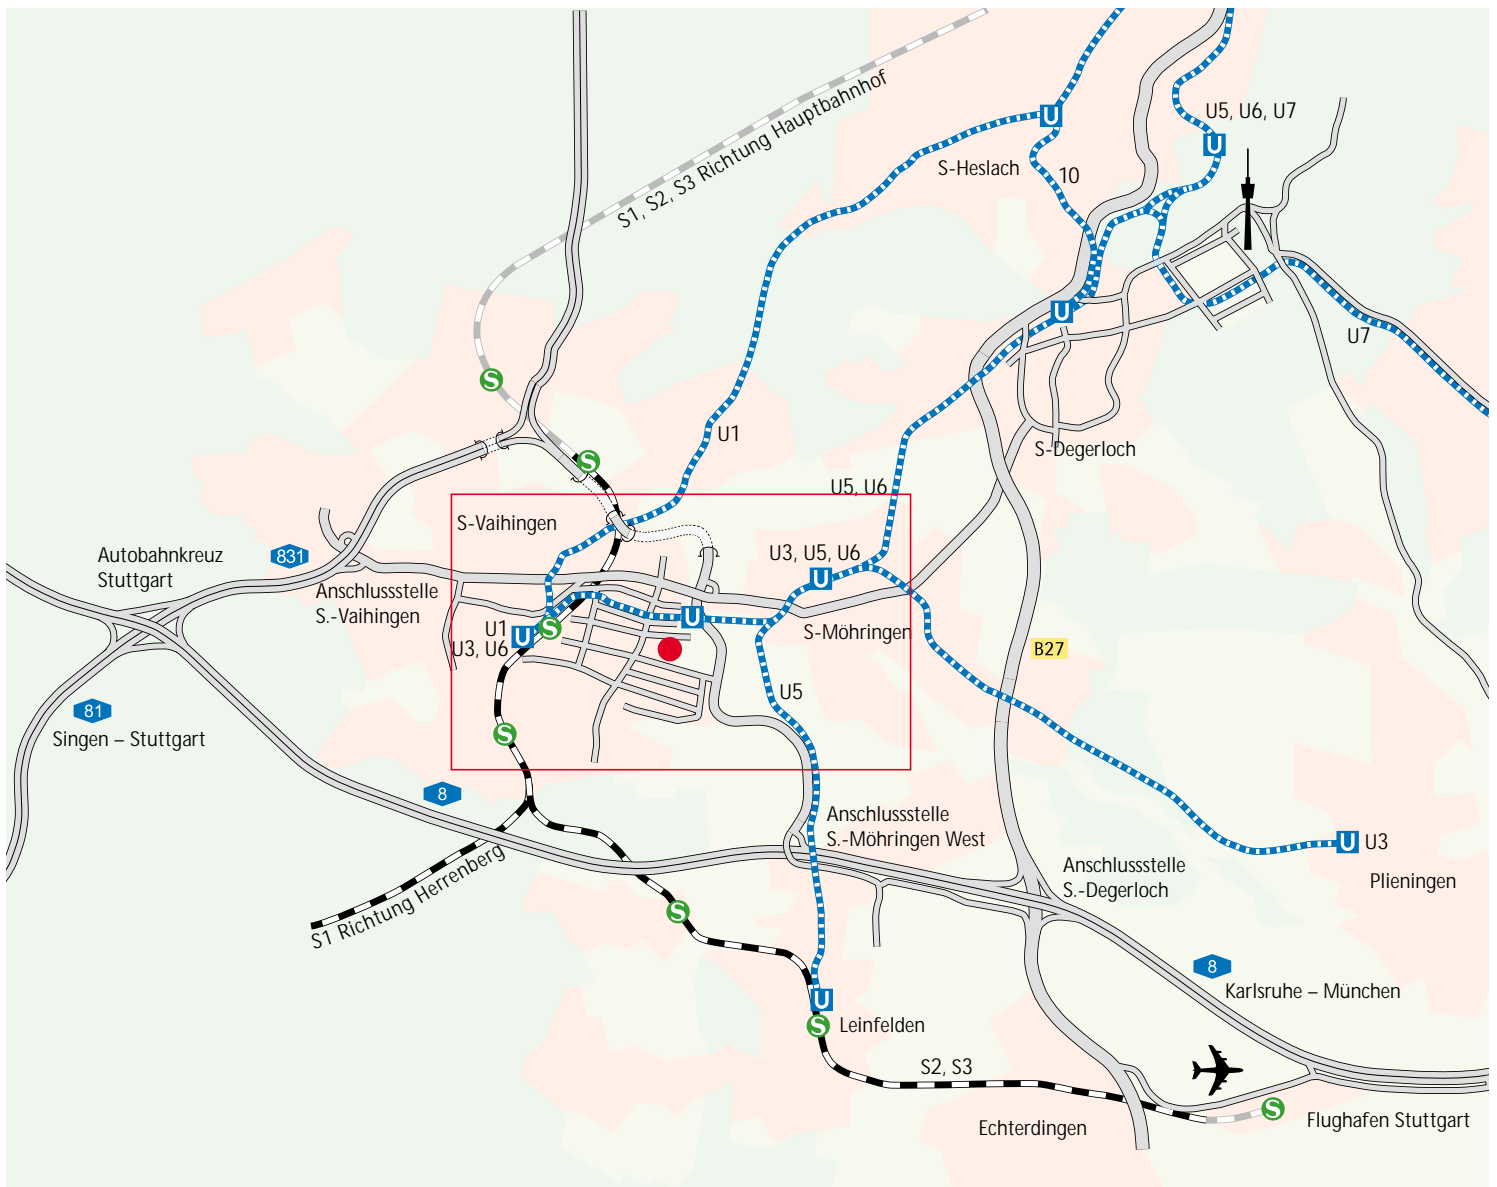 S1, S2, S3 Richtung Hauptbahnhof
U
U5, U6, U7
U
S-Heslach
10
U
U7
S
U1
S-Degerloch
S
U5, U6
S-Vaihingen
Autobahnkreuz
Stuttgart
831
U3, U5, U6
U
Anschlussstelle
S.-Vaihingen
U
U1
U
S
U3, U6
S-Möhringen
B27
U5
81
Singen – Stuttgart
S
8
Anschlussstelle
S.-Möhringen West
U
U3
Anschlussstelle
S.-Degerloch
Plieningen
S1 Richtung Herrenberg
S
8
Karlsruhe – München
U
S
Leinfelden
S2, S3
S
Echterdingen
Flughafen Stuttgart